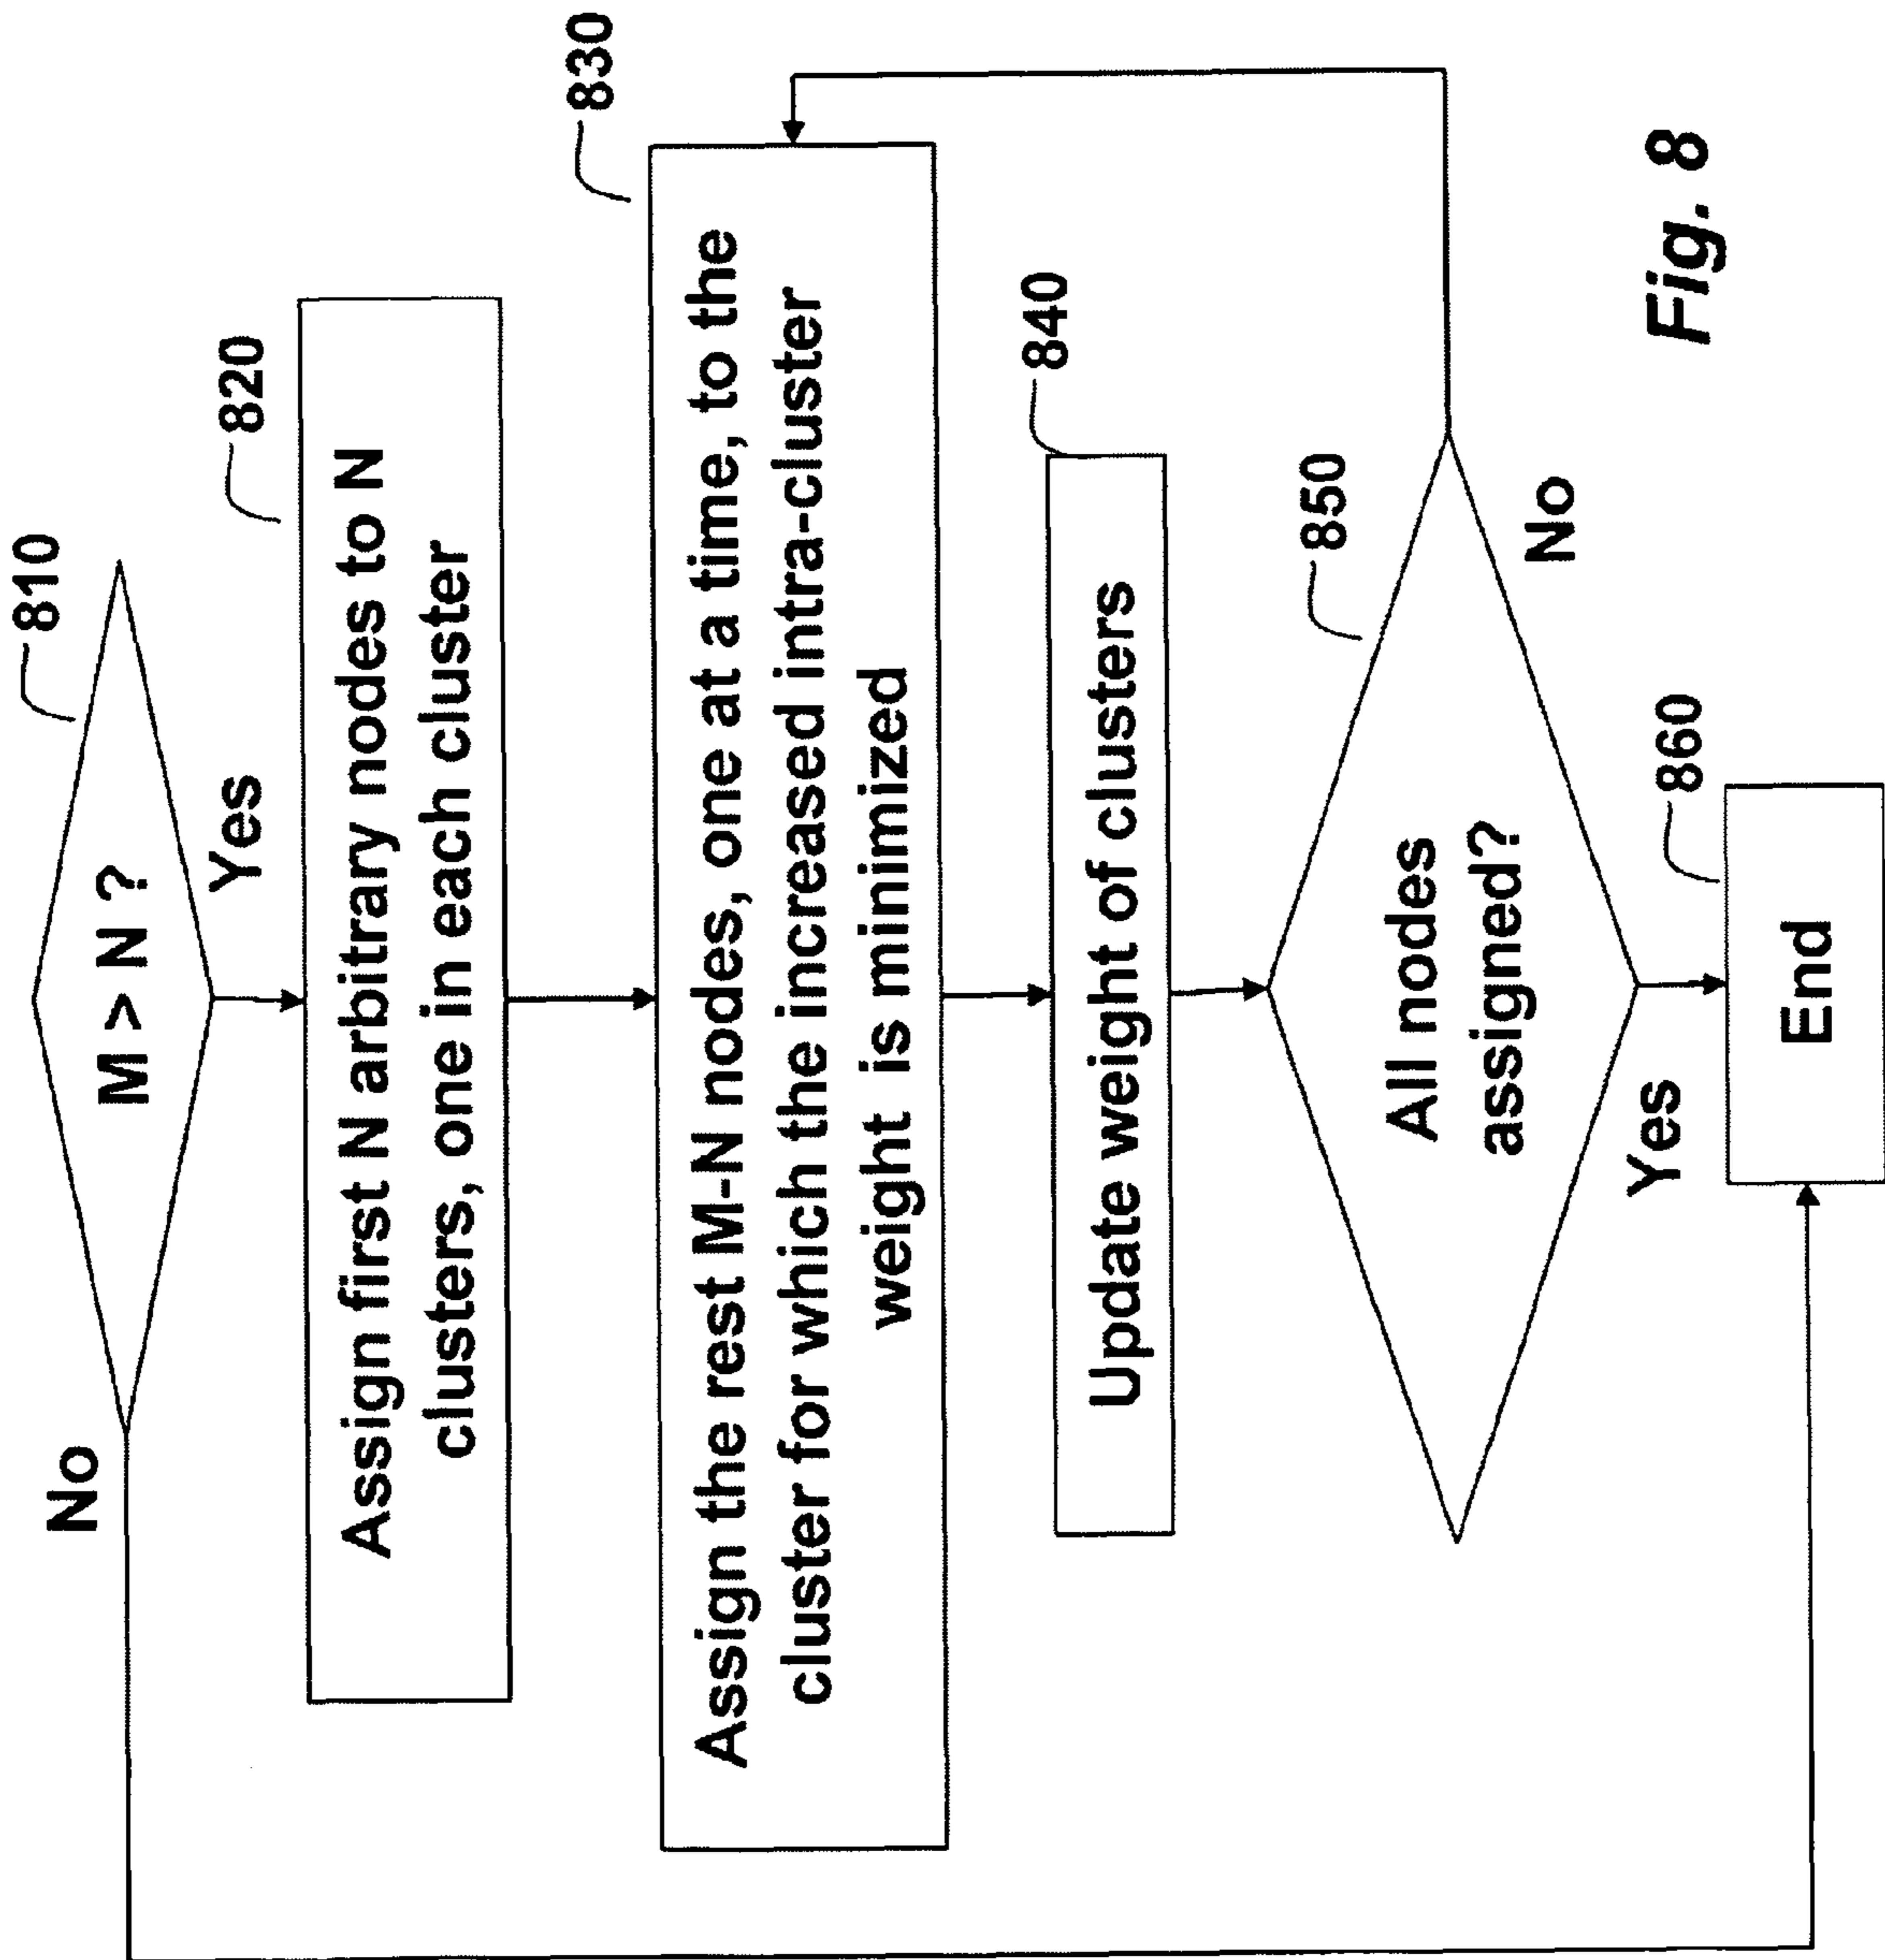 810
M > N ?
No
Yes
820
Assign first N arbitrary nodes to N
clusters, one in each cluster
830
Assign the rest M-N nodes, one at a time, to the
cluster for which the increased intra-cluster
weight is minimized
840
Update weight of clusters
850
All nodes
assigned?
No
Yes
860
End
Fig. 8